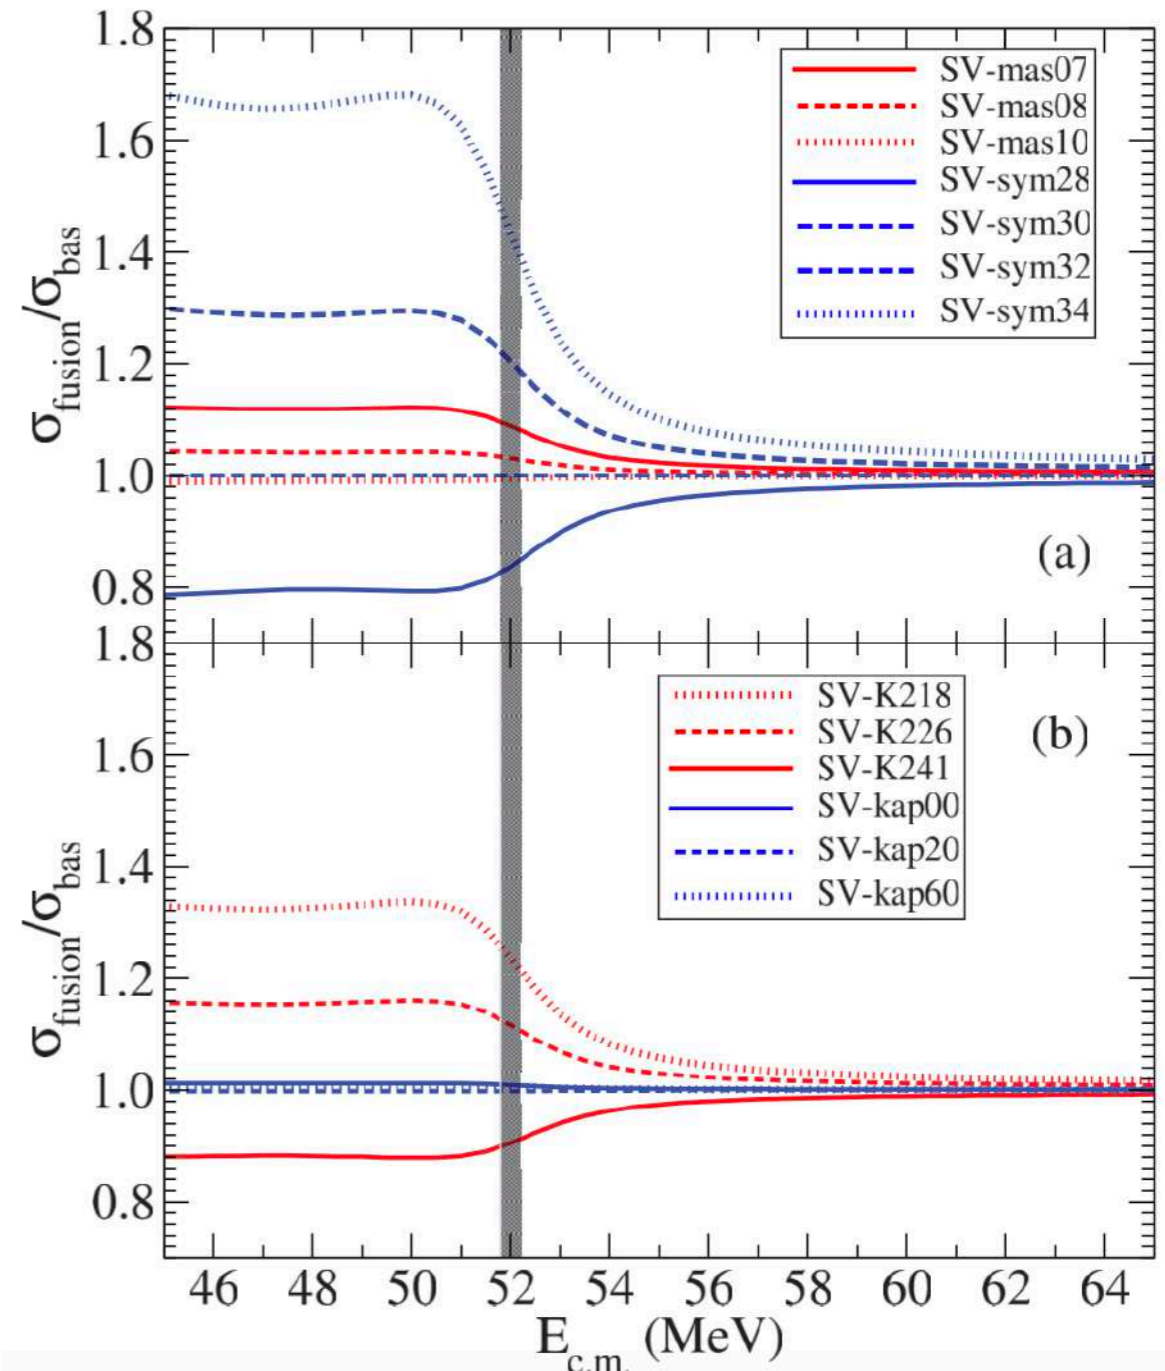 1.8
1.6
1.4
1.2
1.0
0.8
σfusion/σbas
SV-mas07
SV-mas08
SV-mas10
SV-sym28
SV-sym30
SV-sym32
SV-sym34
(a)
1.8
1.6
1.4
1.2
1.0
0.8
σfusion/σbas
SV-K218
SV-K226
SV-K241
SV-kap00
SV-kap20
SV-kap60
(b)
46 48 50 52 54 56 58 60 62 64
Ec.m. (MeV)